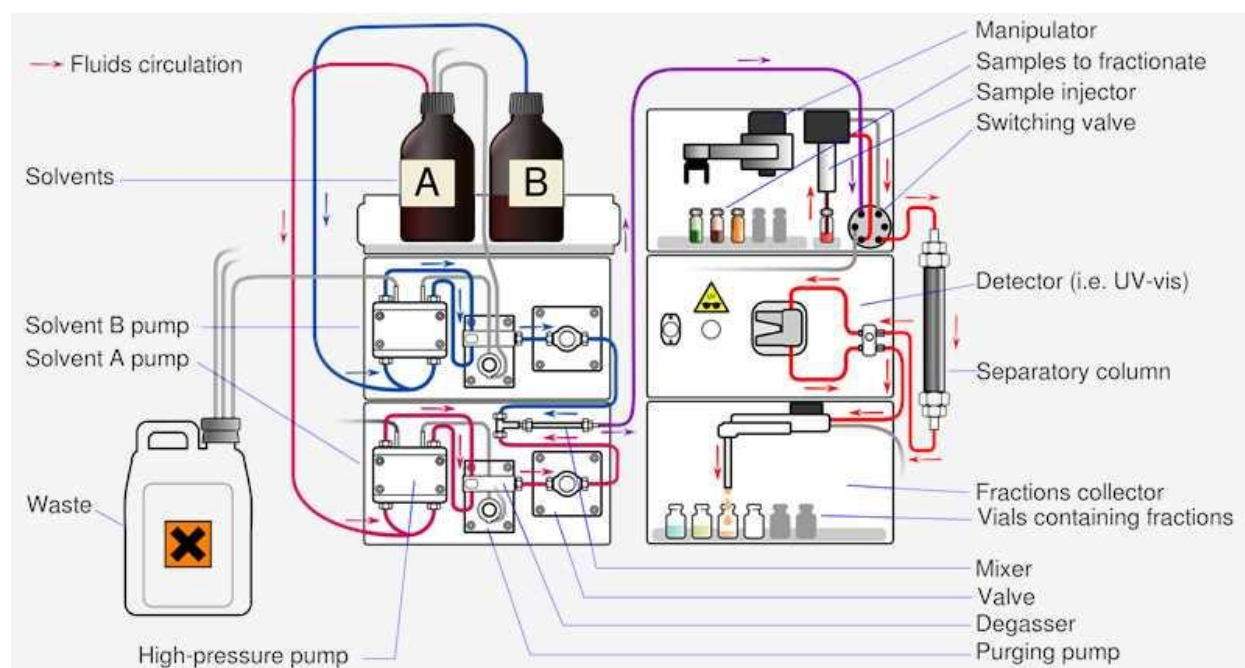 Fluids circulation
Solvents
A
B
Solvent B pump
Solvent A pump
Waste
High-pressure pump
Manipulator
Samples to fractionate
Sample injector
Switching valve
Detector (i.e. UV-vis)
Separatory column
Fractions collector
Vials containing fractions
Mixer
Valve
Degasser
Purging pump